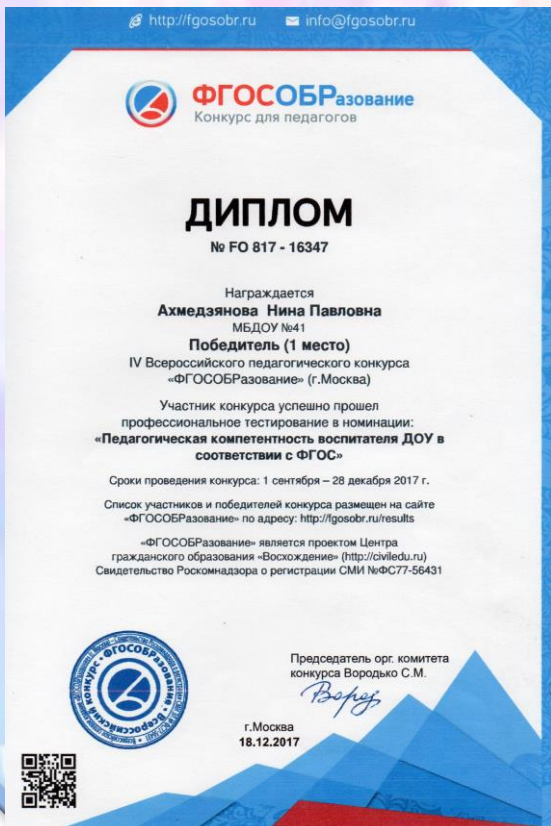 http://fgosobr.ru info@fgosobr.ru
ФГОСОБРазование
Конкурс для педагогов
ДИПЛОМ
№ FO 817 - 16347
Награждается
Ахмедзянова Нина Павловна
МБДОУ №41
Победитель (1 место)
IV Всероссийского педагогического конкурса
«ФГОСОБРазование» (г.Москва)
Участник конкурса успешно прошел
профессиональное тестирование в номинации:
«Педагогическая компетентность воспитателя ДОУ в
соответствии с ФГОС»
Сроки проведения конкурса: 1 сентября – 28 декабря 2017 г.
Список участников и победителей конкурса размещен на сайте
«ФГОСОБРазование» по адресу: http://fgosobr.ru/results
«ФГОСОБРазование» является проектом Центра
гражданского образования «Восхождение» (http://civiledu.ru)
Свидетельство Роскомнадзора о регистрации СМИ №ФС77-56431
Председатель орг. комитета
конкурса Вородько С.М.
г.Москва
18.12.2017
ФГОСОБРазование • Всероссийский конкурс •